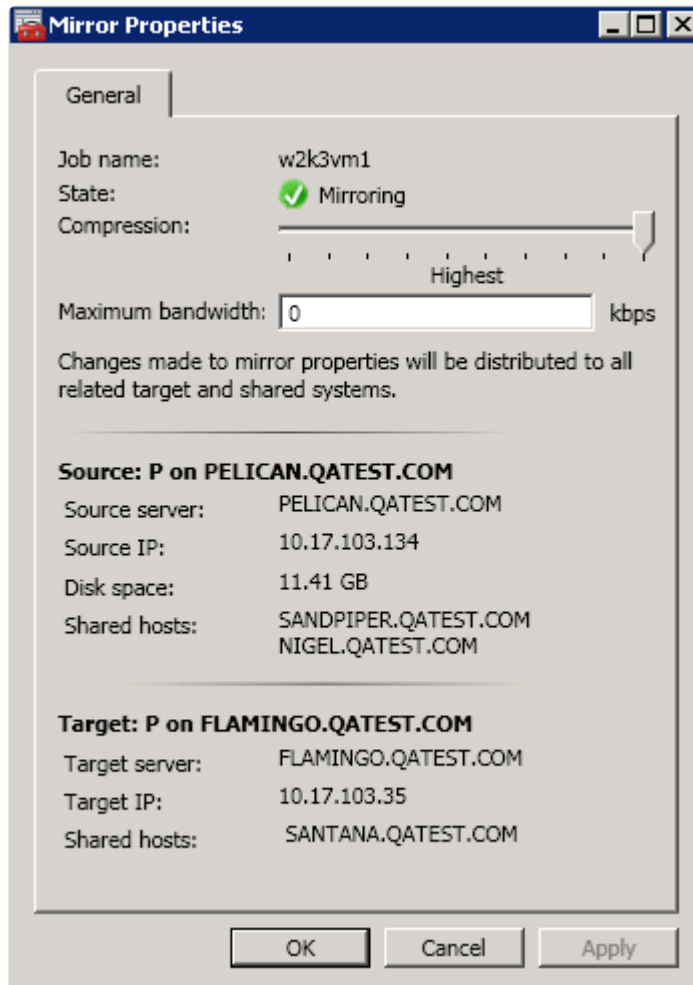 Mirror Properties
General
Job name: w2k3vm1
State: Mirroring
Compression:
Highest
Maximum bandwidth: 0 kbps
Changes made to mirror properties will be distributed to all
related target and shared systems.
Source: P on PELICAN.QATEST.COM
Source server: PELICAN.QATEST.COM
Source IP: 10.17.103.134
Disk space: 11.41 GB
Shared hosts: SANDPIPER.QATEST.COM
NIGEL.QATEST.COM
Target: P on FLAMINGO.QATEST.COM
Target server: FLAMINGO.QATEST.COM
Target IP: 10.17.103.35
Shared hosts: SANTANA.QATEST.COM
OK Cancel Apply